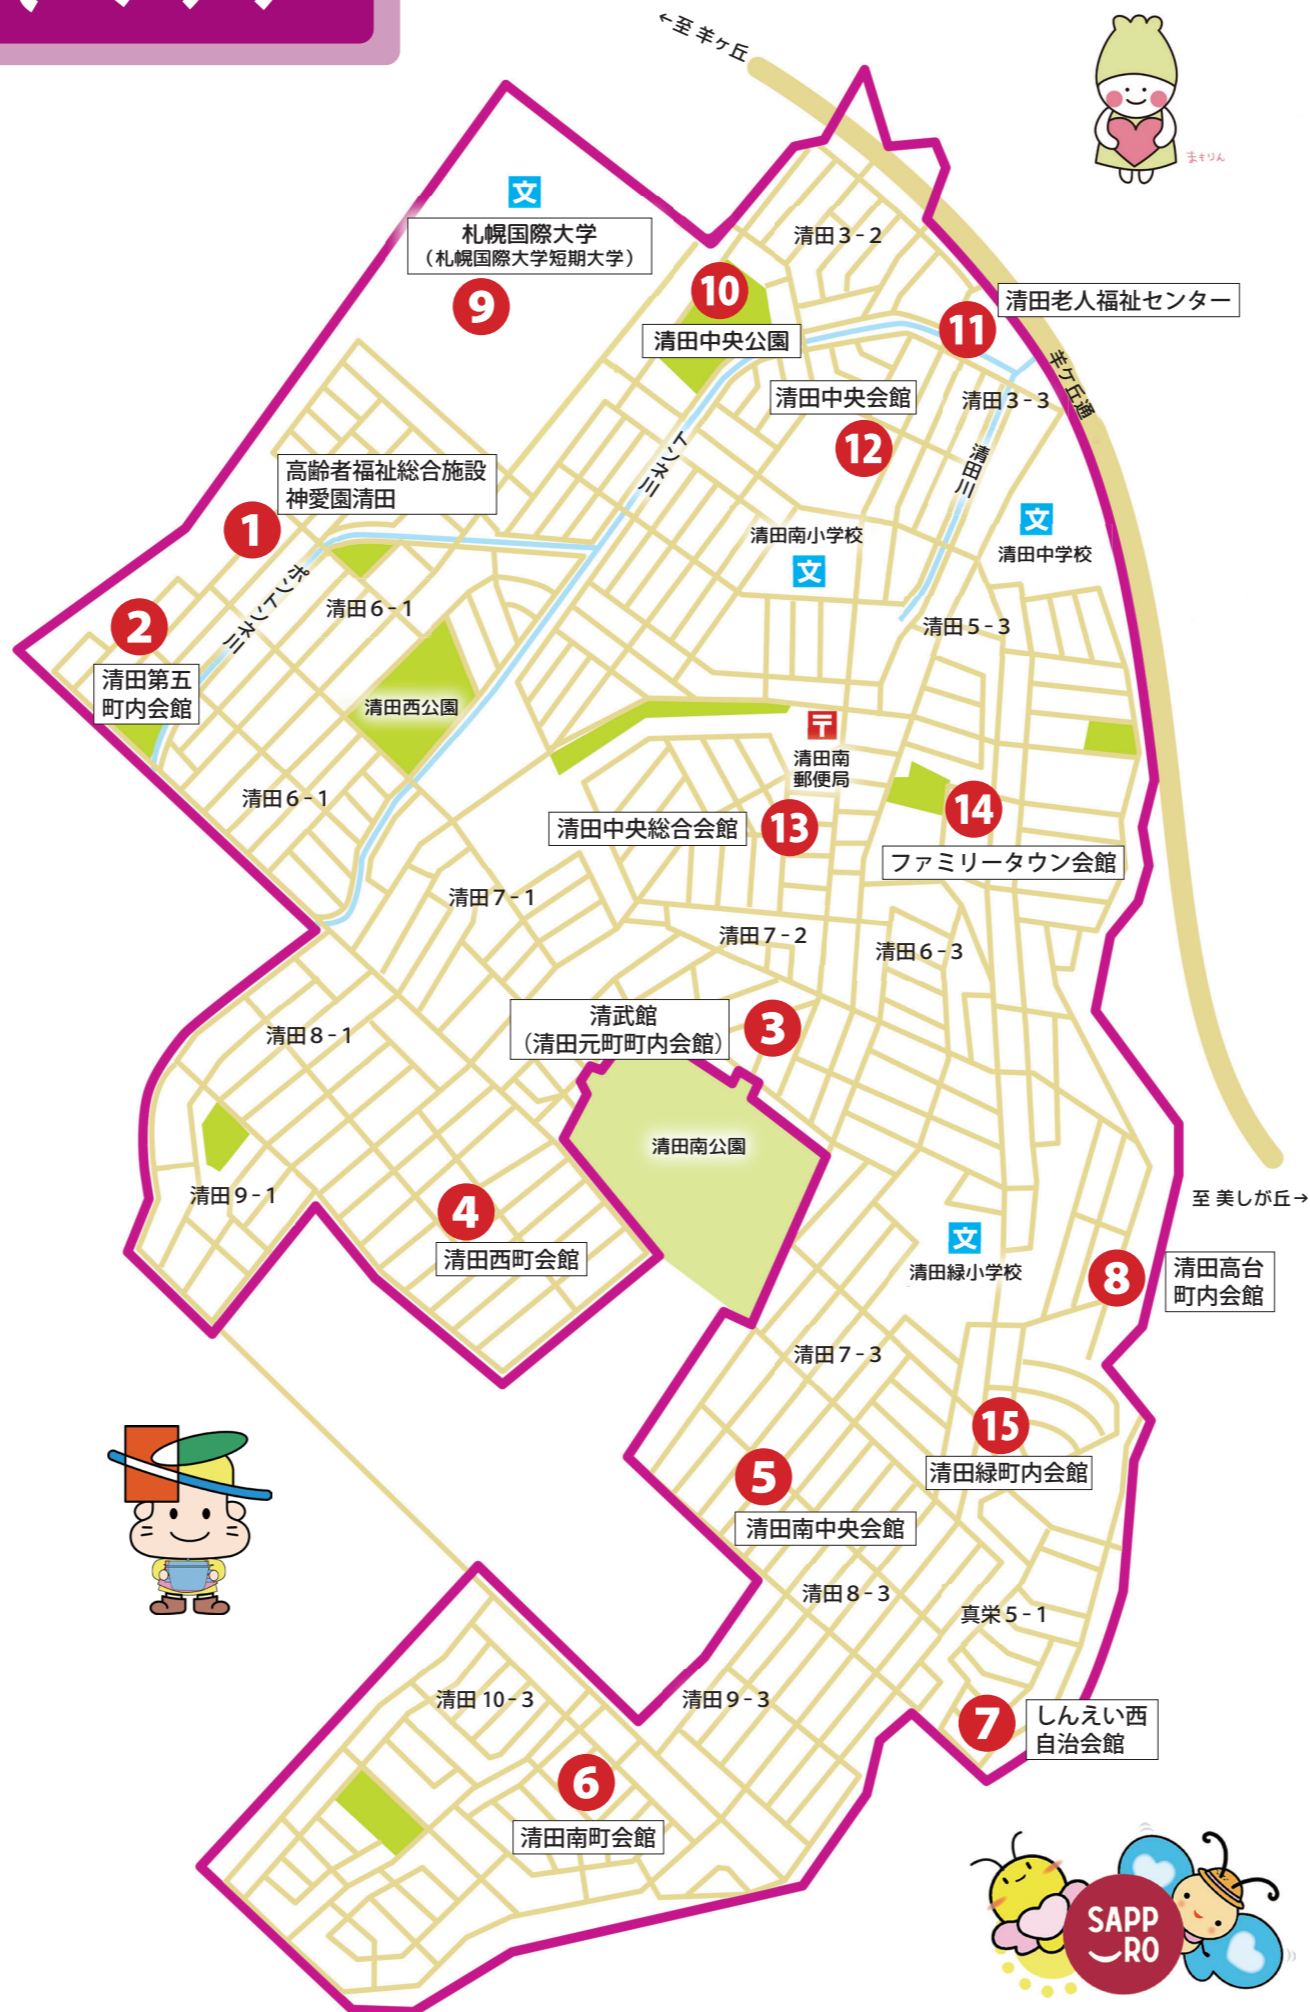 ←至 羊ヶ丘
ますりん
文
札幌国際大学
（札幌国際大学短期大学）
9
清田3-2
10
清田中央公園
11
清田老人福祉センター
羊ケ丘通
清田中央会館
12
清田3-3
清田川
トンネ川
高齢者福祉総合施設
神愛園清田
1
文
清田中学校
清田南小学校
文
ポントンネ川
清田6-1
2
清田第五
町内会館
清田5-3
清田西公園
〒
清田南
郵便局
清田6-1
清田中央総合会館
13
14
ファミリータウン会館
清田7-1
清田7-2
清田6-3
清武館
（清田元町町内会館）
3
清田8-1
清田南公園
清田9-1
4
清田西町会館
至 美しが丘→
文
清田緑小学校
8
清田高台
町内会館
清田7-3
15
清田緑町内会館
5
清田南中央会館
清田8-3
真栄5-1
清田10-3
清田9-3
7
しんえい西
自治会館
6
清田南町会館
SAPP
RO